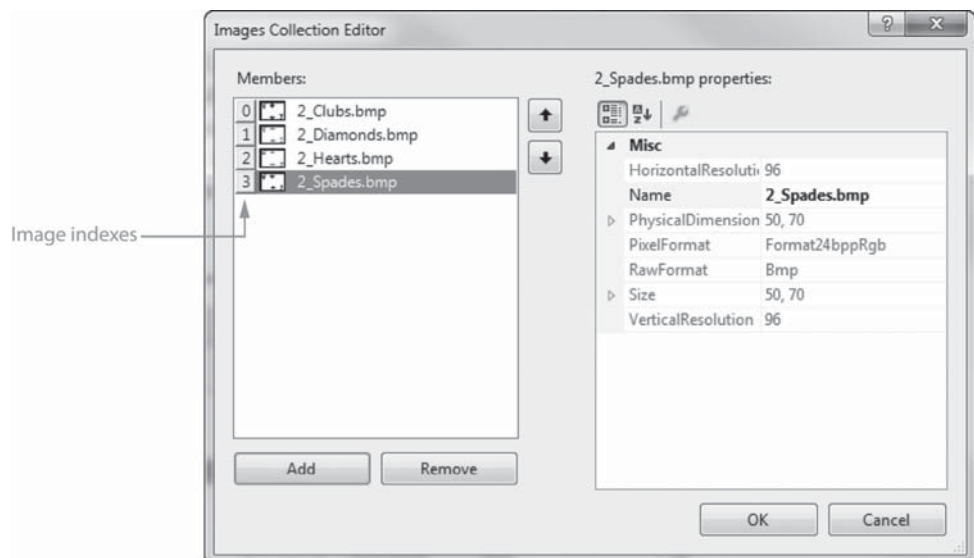 Images Collection Editor
Members:
0 2_Clubs.bmp
1 2_Diamonds.bmp
2 2_Hearts.bmp
3 2_Spades.bmp
Image indexes
Add Remove
2_Spades.bmp properties:
Misc
HorizontalResoluti 96
Name 2_Spades.bmp
PhysicalDimension 50, 70
PixelFormat Format24bppRgb
RawFormat Bmp
Size 50, 70
VerticalResolution 96
OK Cancel